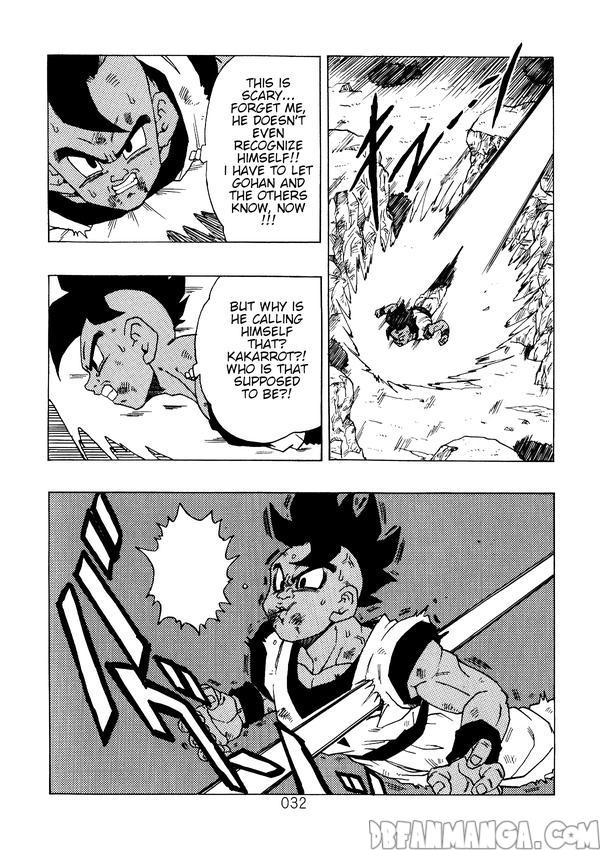 THIS IS
SCARY...
FORGET ME,
HE DOESN'T
EVEN
RECOGNIZE
HIMSELF!!
I HAVE TO LET
GOHAN AND
THE OTHERS
KNOW, NOW
!!!
BUT WHY IS
HE CALLING
HIMSELF
THAT?
KAKARROT?!
WHO IS THAT
SUPPOSED
TO BE?!
032
DBFANMANGA.COM